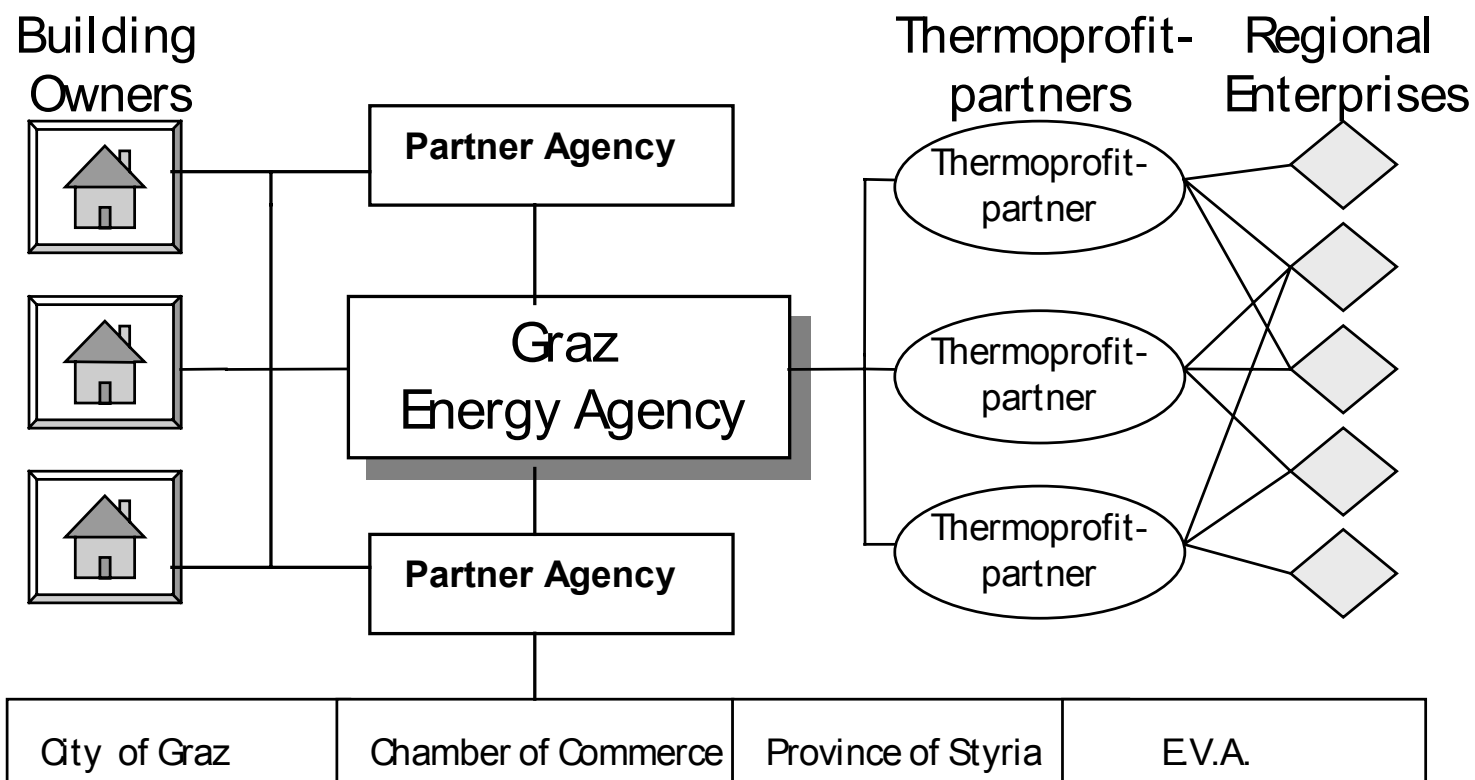 Building
Owners
Thermoprofit-
partners
Regional
Enterprises
Partner Agency
Thermoprofit-
partner
Graz
Energy Agency
Thermoprofit-
partner
Partner Agency
Thermoprofit-
partner
City of Graz
Chamber of Commerce
Province of Styria
E.V.A.